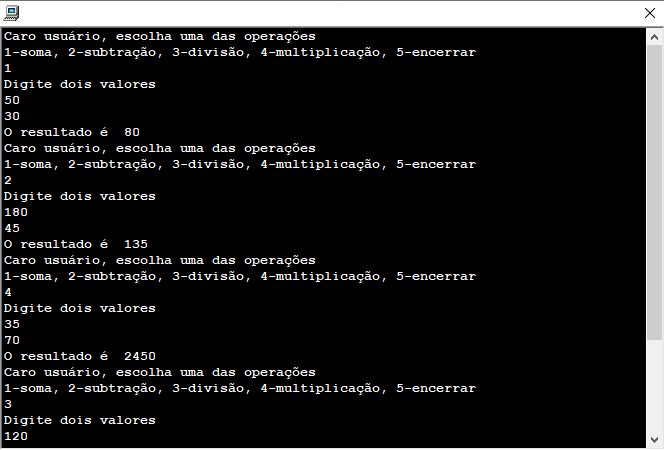 Caro usuário, escolha uma das operações
1-soma, 2-subtração, 3-divisão, 4-multiplicação, 5-encerrar
1
Digite dois valores
50
30
O resultado é  80
Caro usuário, escolha uma das operações
1-soma, 2-subtração, 3-divisão, 4-multiplicação, 5-encerrar
2
Digite dois valores
180
45
O resultado é  135
Caro usuário, escolha uma das operações
1-soma, 2-subtração, 3-divisão, 4-multiplicação, 5-encerrar
4
Digite dois valores
35
70
O resultado é  2450
Caro usuário, escolha uma das operações
1-soma, 2-subtração, 3-divisão, 4-multiplicação, 5-encerrar
3
Digite dois valores
120